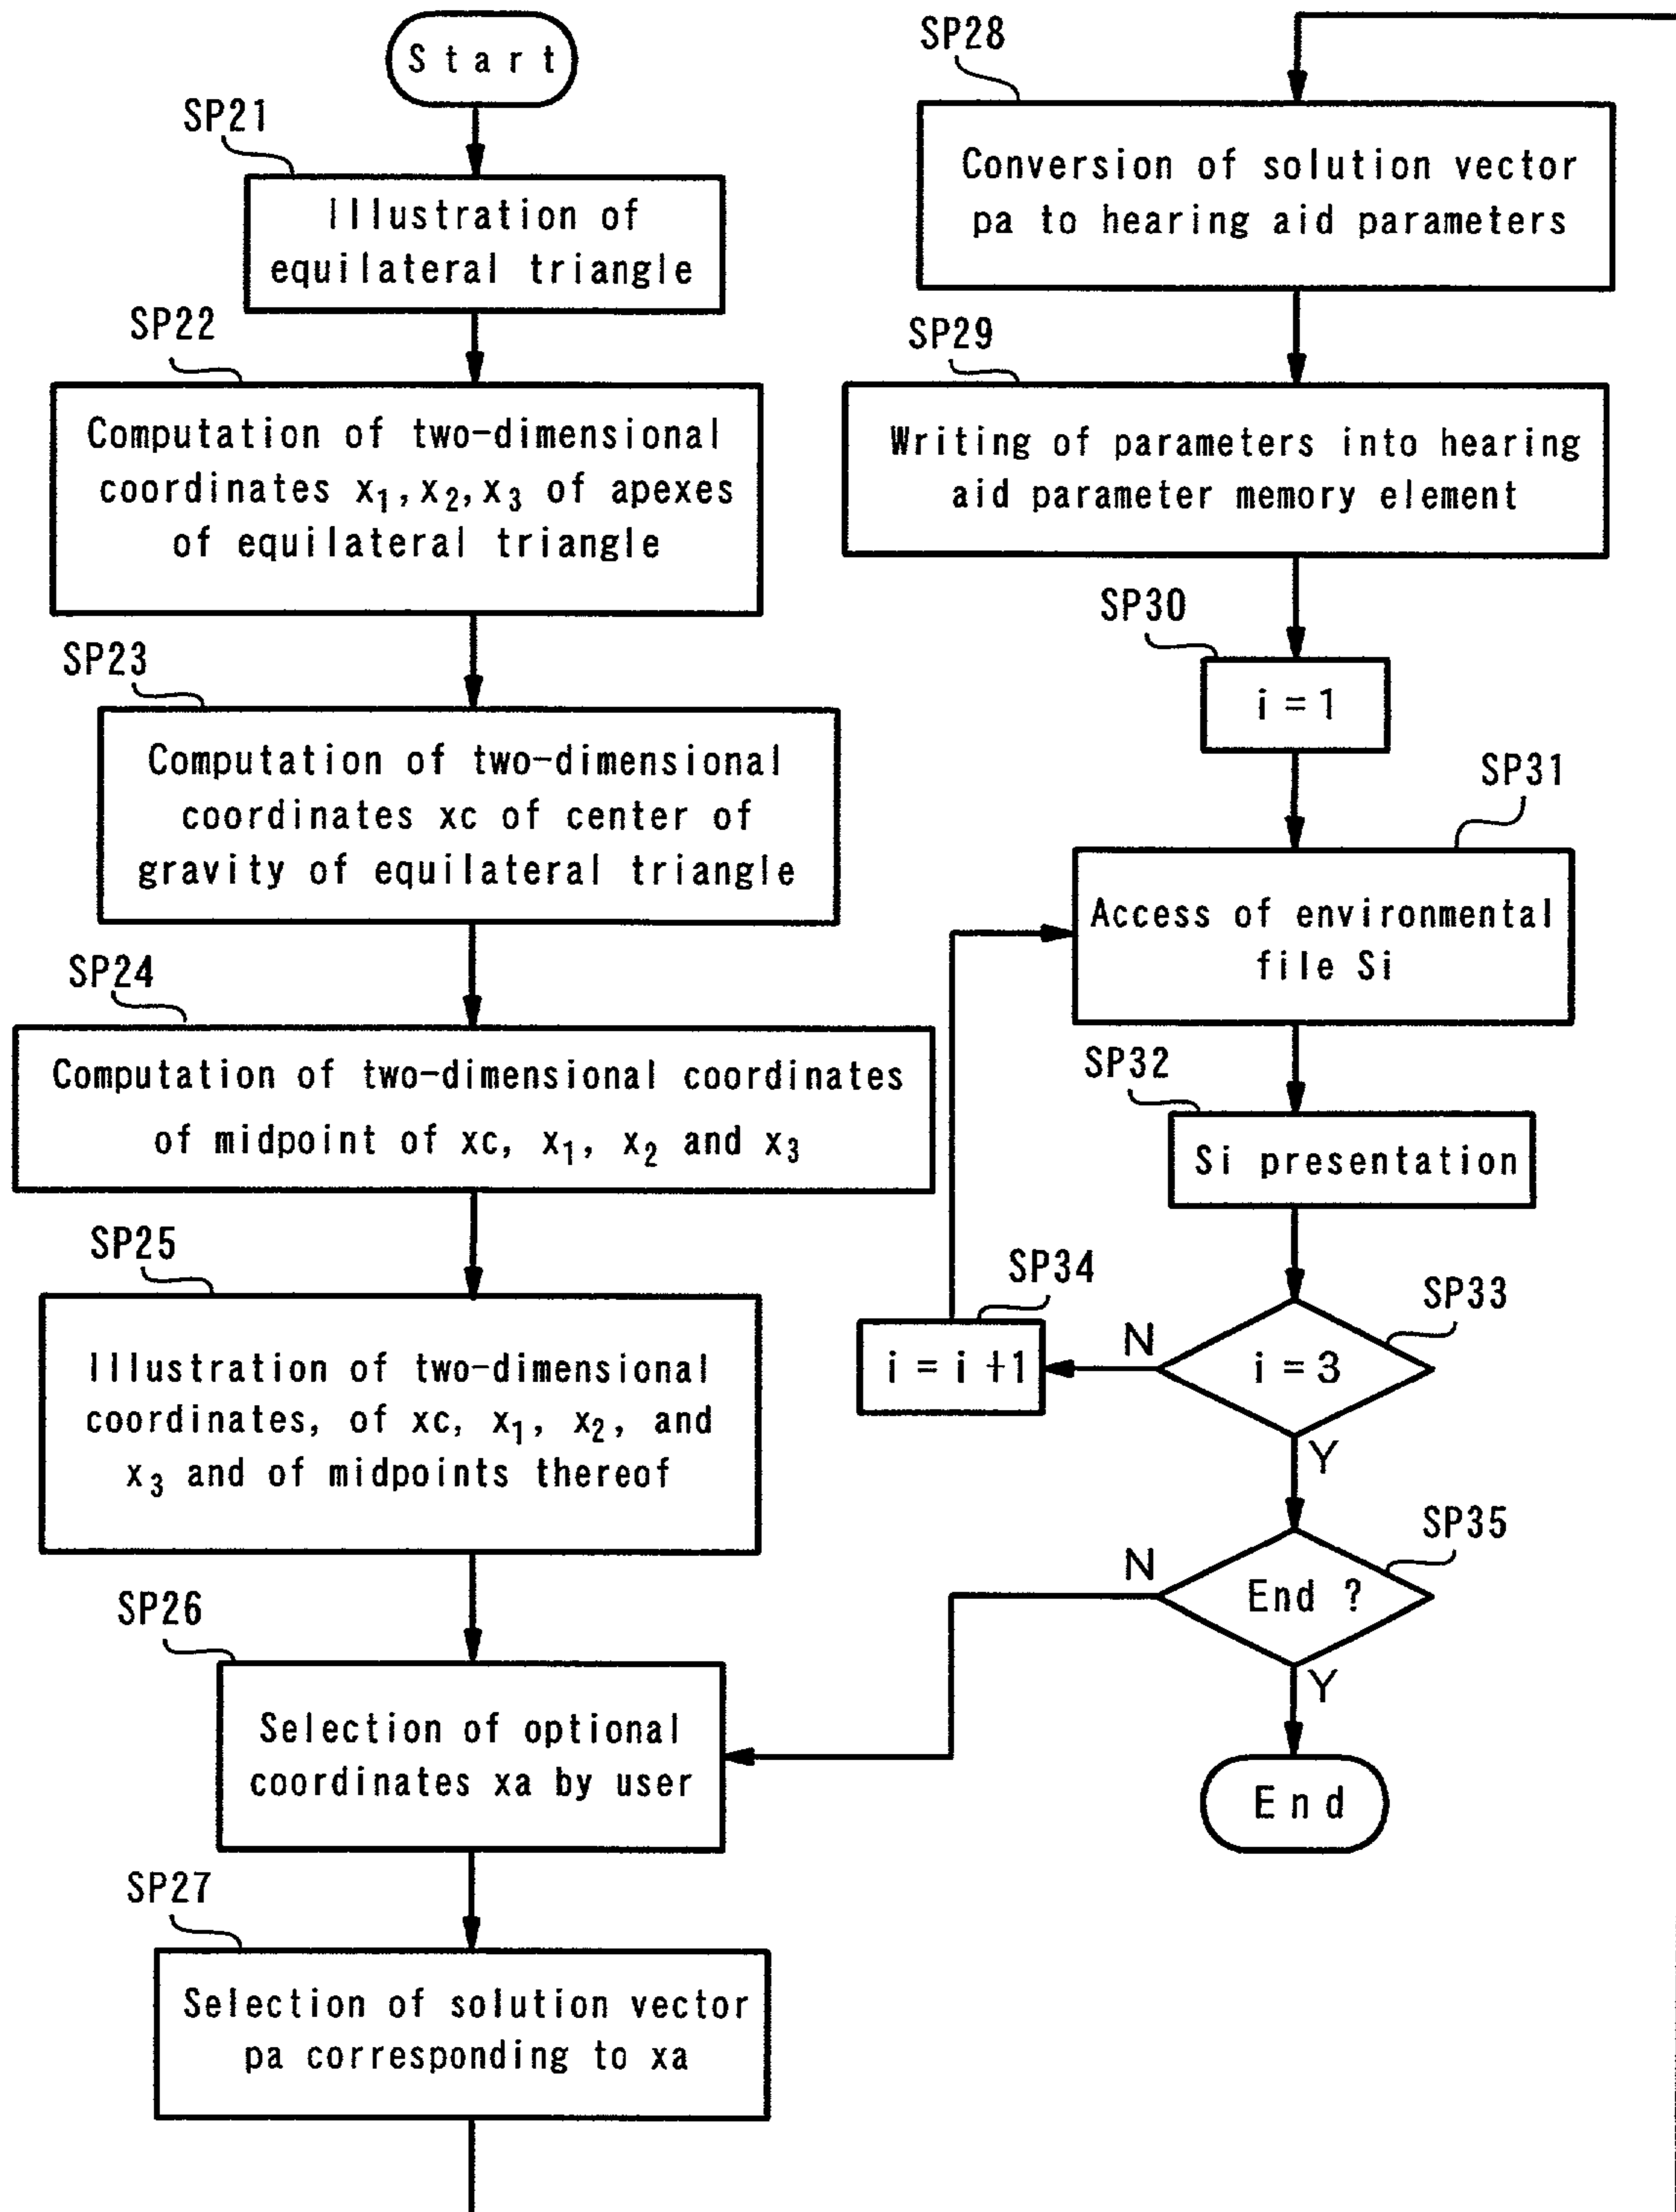 Start
SP21
Illustration of
equilateral triangle
SP22
Computation of two-dimensional
coordinates x₁,x₂,x₃ of apexes
of equilateral triangle
SP23
Computation of two-dimensional
coordinates xc of center of
gravity of equilateral triangle
SP24
Computation of two-dimensional coordinates
of midpoint of xc, x₁, x₂ and x₃
SP25
Illustration of two-dimensional
coordinates, of xc, x₁, x₂, and
x₃ and of midpoints thereof
SP26
Selection of optional
coordinates xa by user
SP27
Selection of solution vector
pa corresponding to xa
SP28
Conversion of solution vector
pa to hearing aid parameters
SP29
Writing of parameters into hearing
aid parameter memory element
SP30
i = 1
SP31
Access of environmental
file Si
SP32
Si presentation
SP33
i = 3
N
Y
SP34
i = i +1
SP35
End ?
N
Y
End